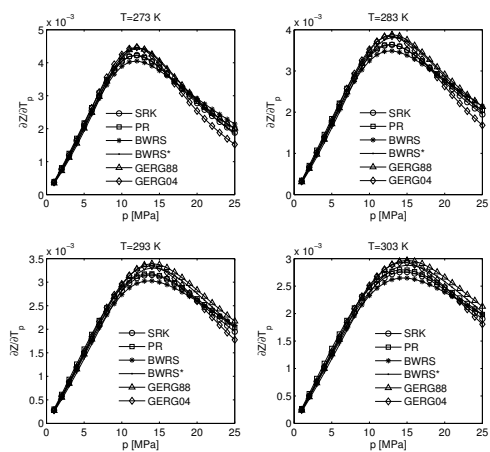 T=273 K
x 10⁻³
5
4
3
2
1
0
0 5 10 15 20 25
∂Z/∂T_p
p [MPa]
SRK
PR
BWRS
BWRS*
GERG88
GERG04
T=283 K
x 10⁻³
4
3
2
1
0
0 5 10 15 20 25
∂Z/∂T_p
p [MPa]
SRK
PR
BWRS
BWRS*
GERG88
GERG04
T=293 K
x 10⁻³
3.5
3
2.5
2
1.5
1
0.5
0
0 5 10 15 20 25
∂Z/∂T_p
p [MPa]
SRK
PR
BWRS
BWRS*
GERG88
GERG04
T=303 K
x 10⁻³
3
2.5
2
1.5
1
0.5
0
0 5 10 15 20 25
∂Z/∂T_p
p [MPa]
SRK
PR
BWRS
BWRS*
GERG88
GERG04